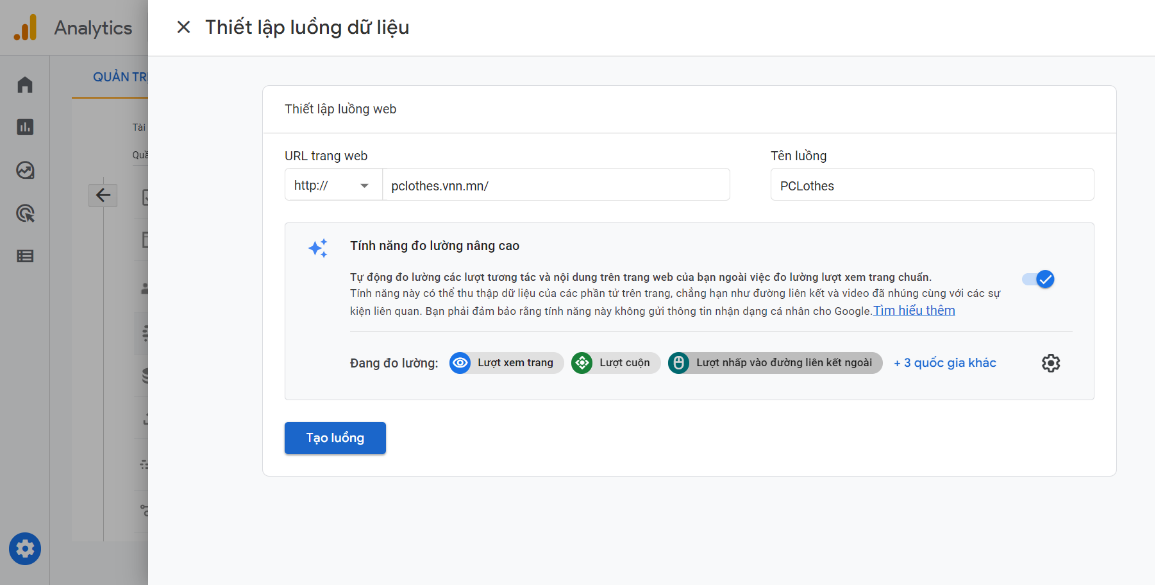 Analytics
Thiết lập luồng dữ liệu
QUẢN TR
Tài
Quầ
Thiết lập luồng web
URL trang web
Tên luồng
http://
pclothes.vnn.mn/
PCLothes
Tính năng đo lường nâng cao
Tự động đo lường các lượt tương tác và nội dung trên trang web của bạn ngoài việc đo lường lượt xem trang chuẩn.
Tính năng này có thể thu thập dữ liệu của các phần tử trên trang, chẳng hạn như đường liên kết và video đã nhúng cùng với các sự
kiện liên quan. Bạn phải đảm bảo rằng tính năng này không gửi thông tin nhận dạng cá nhân cho Google.Tìm hiểu thêm
Đang đo lường:
Lượt xem trang
Lượt cuộn
Lượt nhấp vào đường liên kết ngoài
+ 3 quốc gia khác
Tạo luồng